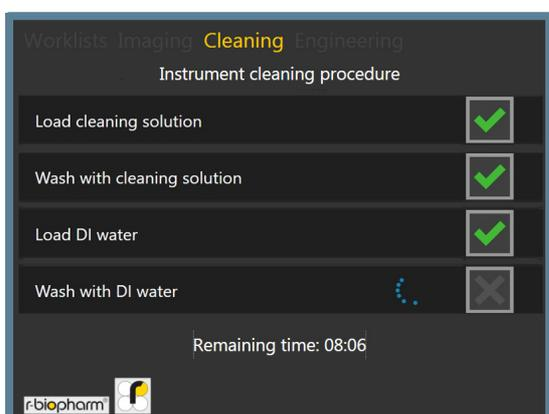 Worklists Imaging Cleaning Engineering
Instrument cleaning procedure
Load cleaning solution
Wash with cleaning solution
Load DI water
Wash with DI water
Remaining time: 08:06
r-biopharm®